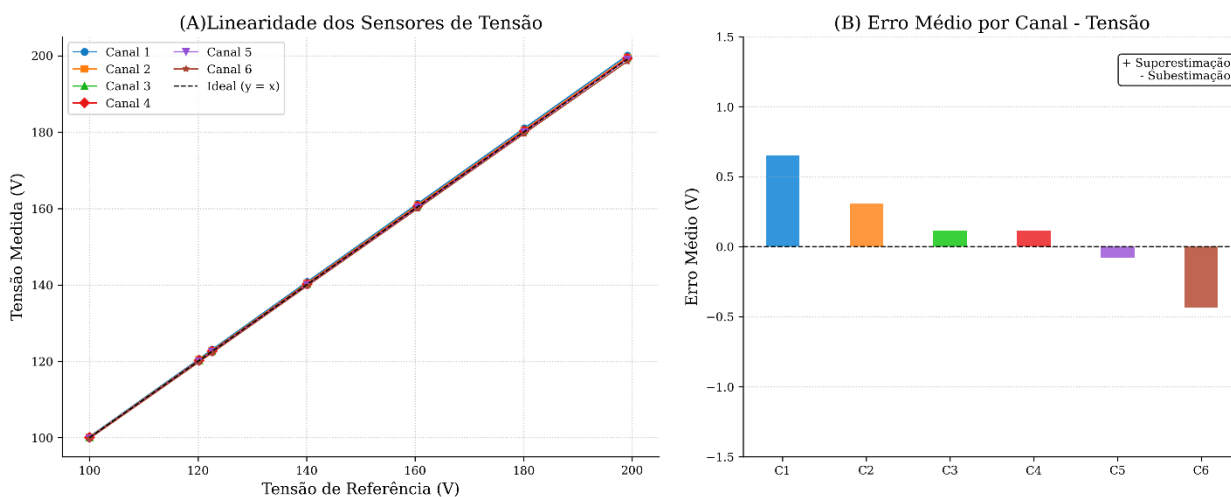 (A)Linearidade dos Sensores de Tensão
Canal 1
Canal 2
Canal 3
Canal 4
Canal 5
Canal 6
Ideal (y = x)
Tensão Medida (V)
200
180
160
140
120
100
100 120 140 160 180 200
Tensão de Referência (V)
(B) Erro Médio por Canal - Tensão
+ Superestimação
- Subestimação
Erro Médio (V)
1.5
1.0
0.5
0.0
−0.5
−1.0
−1.5
C1 C2 C3 C4 C5 C6